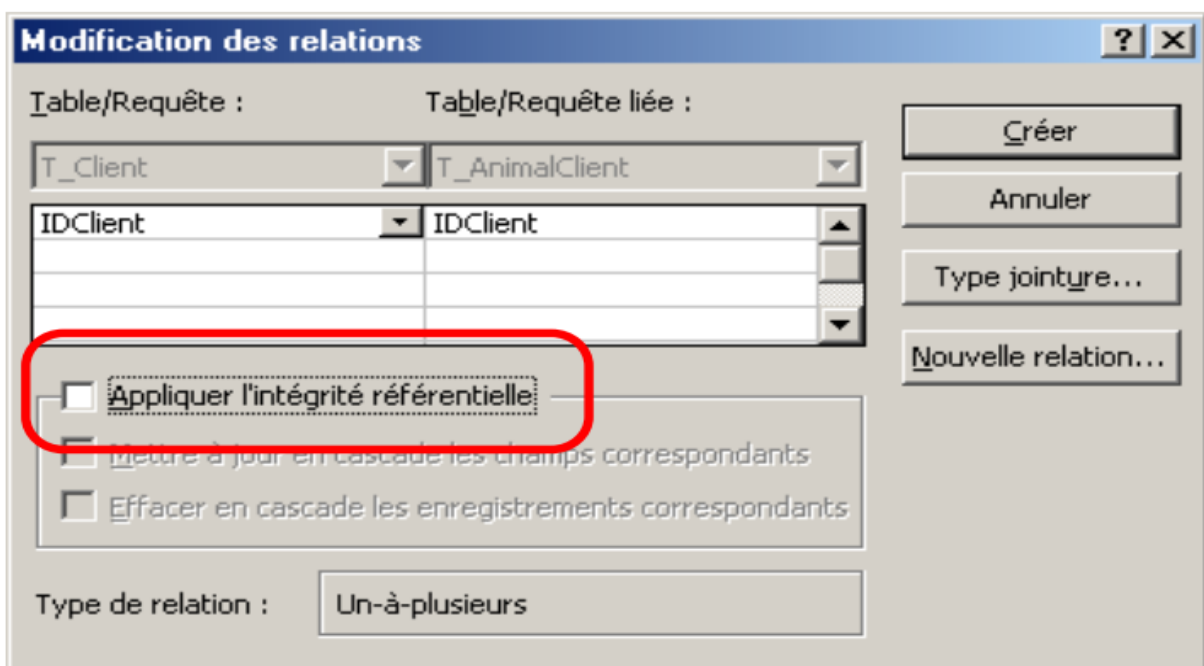 Modification des relations
Table/Requête :
Table/Requête liée :
T_Client
T_AnimalClient
IDClient
IDClient
Créer
Annuler
Type jointure...
Nouvelle relation...
Appliquer l'intégrité référentielle
Mettre à jour en cascade les champs correspondants
Effacer en cascade les enregistrements correspondants
Type de relation :
Un-à-plusieurs